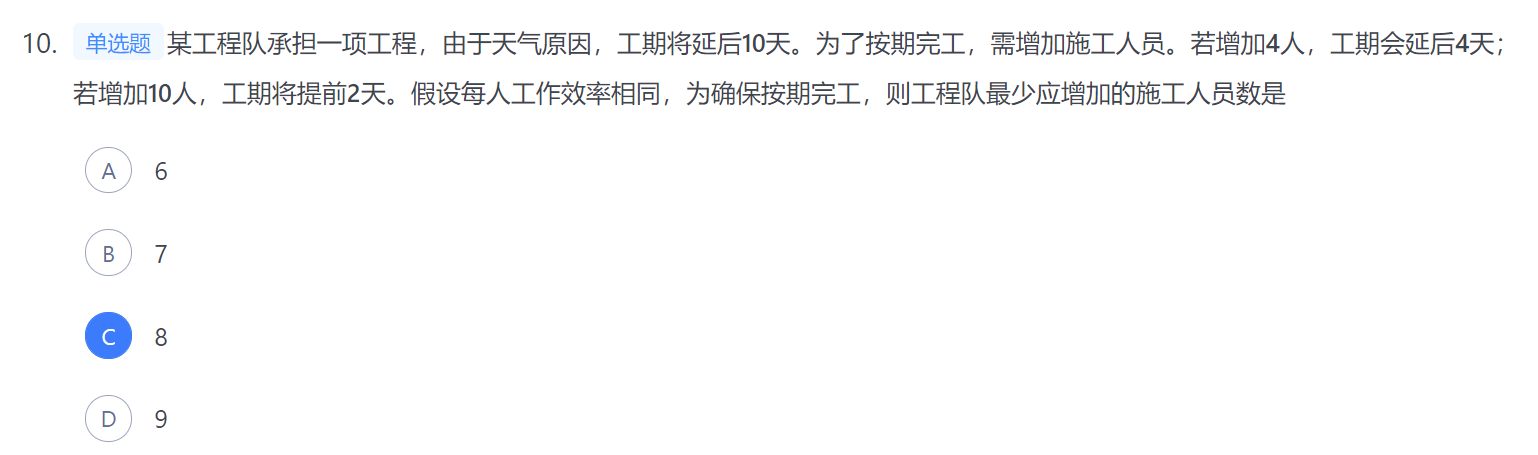 10. 单选题 某工程队承担一项工程，由于天气原因，工期将延后10天。为了按期完工，需增加施工人员。若增加4人，工期会延后4天；
若增加10人，工期将提前2天。假设每人工作效率相同，为确保按期完工，则工程队最少应增加的施工人员数是
A 6
B 7
C 8
D 9